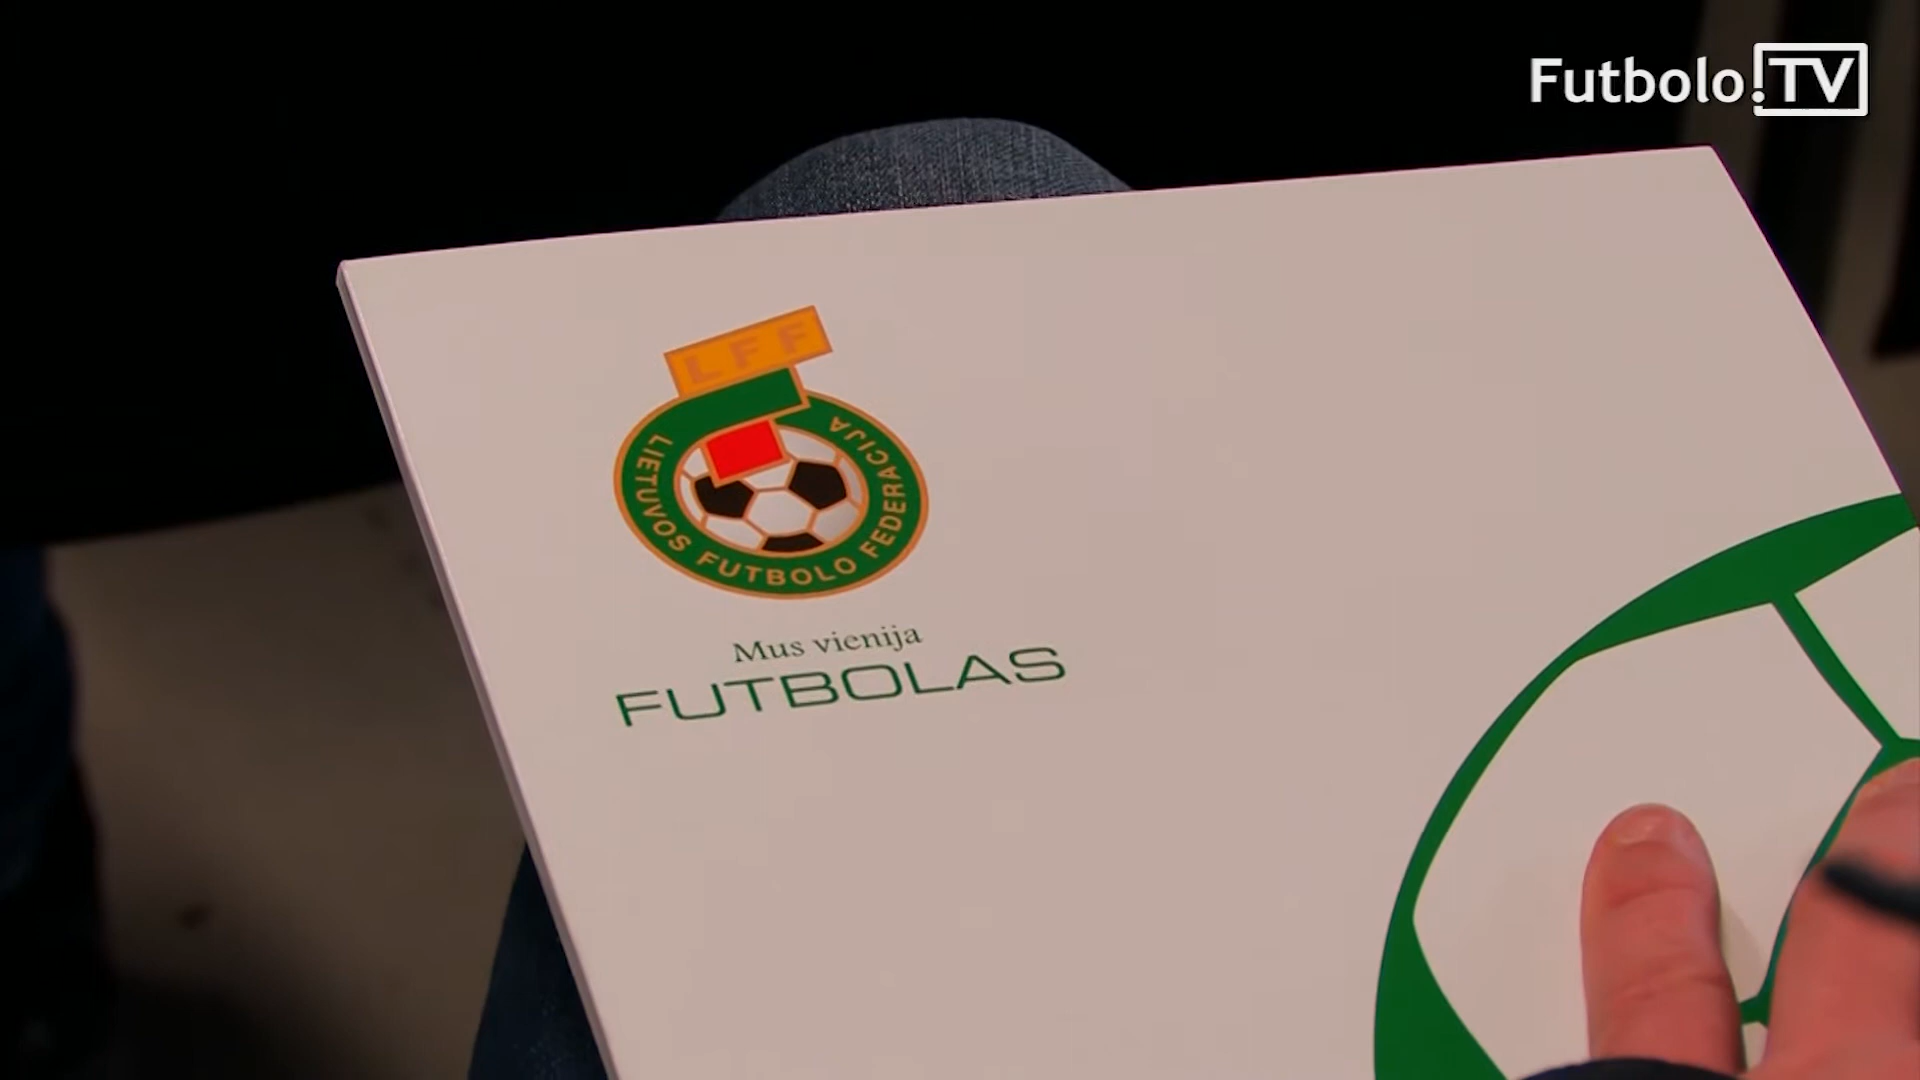 Futbolo!TV
LFF
LIETUVOS FUTBOLO FEDERACIJA
Mus vienija
FUTBOLAS